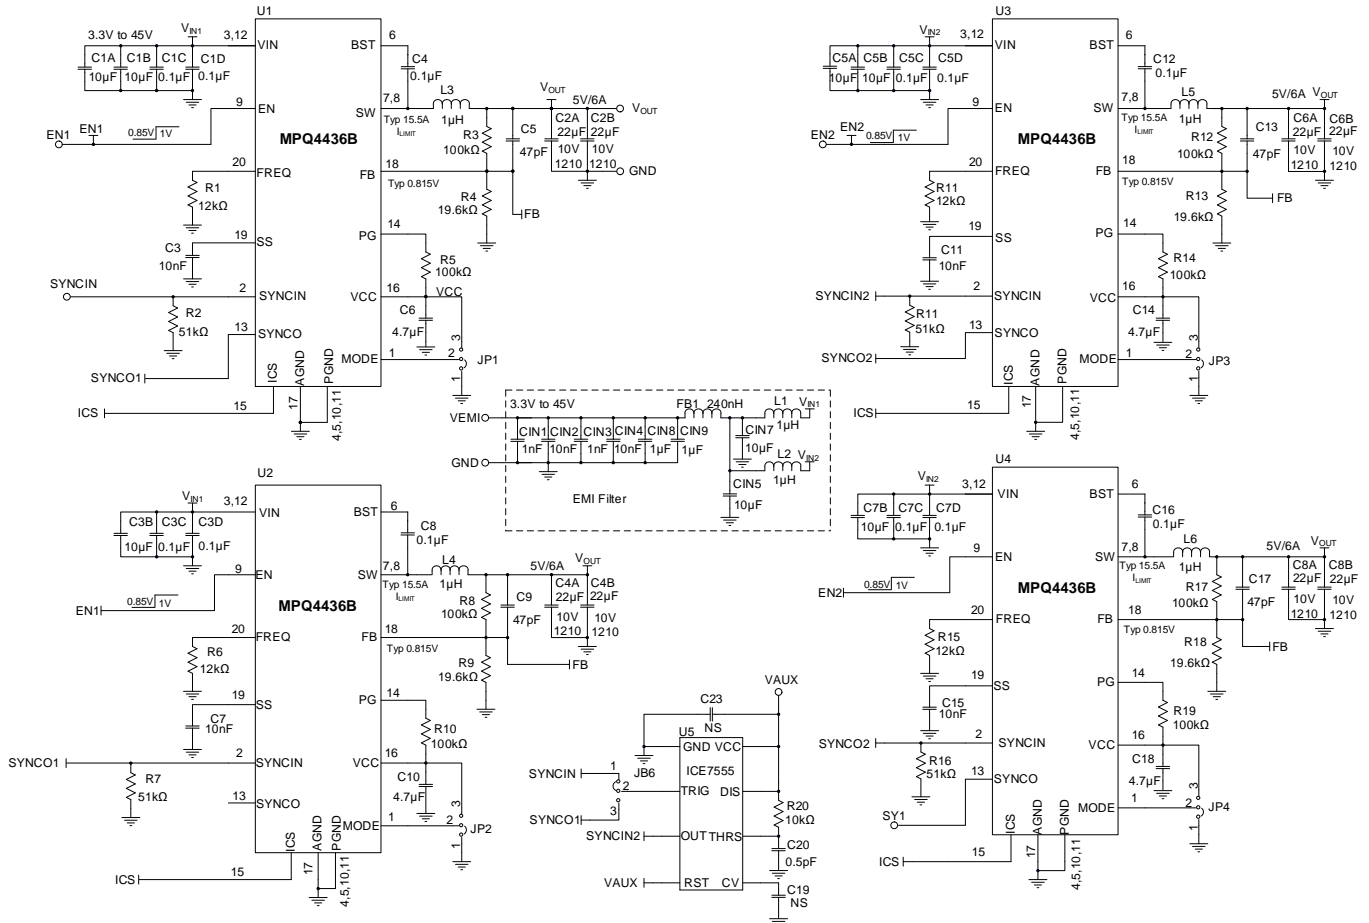 U1
3.3V to 45V
VIN1
3,12
VIN
BST
6
C1A
10µF
C1B
10µF
C1C
0.1µF
C1D
0.1µF
C4
0.1µF
9
EN
SW
7,8
L3
1µH
VOUT
5V/6A
VOUT
EN1
EN1
0.85V
1V
MPQ4436B
Typ 15.5A
ILIMIT
R3
100kΩ
C5
47pF
C2A
22µF
10V
1210
C2B
22µF
10V
1210
20
FREQ
FB
18
GND
Typ 0.815V
R1
12kΩ
R4
19.6kΩ
FB
19
SS
PG
14
C3
10nF
R5
100kΩ
SYNCIN
2
SYNCIN
VCC
16
VCC
R2
51kΩ
C6
4.7µF
13
SYNCO
3
SYNCO1
MODE
1
2
JP1
1
ICS
AGND
PGND
ICS
15
17
4,5,10,11
U3
VIN2
3,12
VIN
BST
6
C5A
10µF
C5B
10µF
C5C
0.1µF
C5D
0.1µF
C12
0.1µF
9
EN
SW
7,8
L5
1µH
5V/6A
VOUT
EN2
EN2
0.85V
1V
MPQ4436B
Typ 15.5A
ILIMIT
R12
100kΩ
C13
47pF
C6A
22µF
10V
1210
C6B
22µF
10V
1210
20
FREQ
FB
18
Typ 0.815V
R11
12kΩ
R13
19.6kΩ
FB
19
SS
PG
14
C11
10nF
R14
100kΩ
SYNCIN2
2
SYNCIN
VCC
16
R11
51kΩ
C14
4.7µF
13
SYNCO
3
SYNCO2
MODE
1
2
JP3
1
ICS
AGND
PGND
ICS
15
17
4,5,10,11
VEMI
3.3V to 45V
FB1 240nH
L1
1µH
VIN1
CIN1
1nF
CIN2
10nF
CIN3
1nF
CIN4
10nF
CIN8
1µF
CIN9
1µF
CIN7
10µF
L2
1µH
VIN2
GND
CIN5
10µF
EMI Filter
U2
VIN1
3,12
VIN
BST
6
C3B
10µF
C3C
0.1µF
C3D
0.1µF
C8
0.1µF
9
EN
SW
7,8
L4
1µH
5V/6A
VOUT
EN1
0.85V
1V
MPQ4436B
Typ 15.5A
ILIMIT
R8
100kΩ
C9
47pF
C4A
22µF
10V
1210
C4B
22µF
10V
1210
20
FREQ
FB
18
Typ 0.815V
R6
12kΩ
R9
19.6kΩ
FB
19
SS
PG
14
C7
10nF
R10
100kΩ
SYNCO1
2
SYNCIN
VCC
16
R7
51kΩ
C10
4.7µF
13
SYNCO
3
MODE
1
2
JP2
1
ICS
AGND
PGND
ICS
15
17
4,5,10,11
VAUX
C23
NS
U5
GND
VCC
ICE7555
SYNCIN
1
JB6
2
TRIG
DIS
3
SYNCO1
R20
10kΩ
SYNCIN2
OUT
THRS
C20
0.5pF
VAUX
RST
CV
C19
NS
U4
VIN2
3,12
VIN
BST
6
C7B
10µF
C7C
0.1µF
C7D
0.1µF
C16
0.1µF
9
EN
SW
7,8
L6
1µH
5V/6A
VOUT
EN2
0.85V
1V
MPQ4436B
Typ 15.5A
ILIMIT
R17
100kΩ
C17
47pF
C8A
22µF
10V
1210
C8B
22µF
10V
1210
20
FREQ
FB
18
Typ 0.815V
R15
12kΩ
R18
19.6kΩ
FB
19
SS
PG
14
C15
10nF
R19
100kΩ
SYNCO2
2
SYNCIN
VCC
16
R16
51kΩ
C18
4.7µF
13
SYNCO
3
SY1
MODE
1
2
JP4
1
ICS
AGND
PGND
ICS
15
17
4,5,10,11